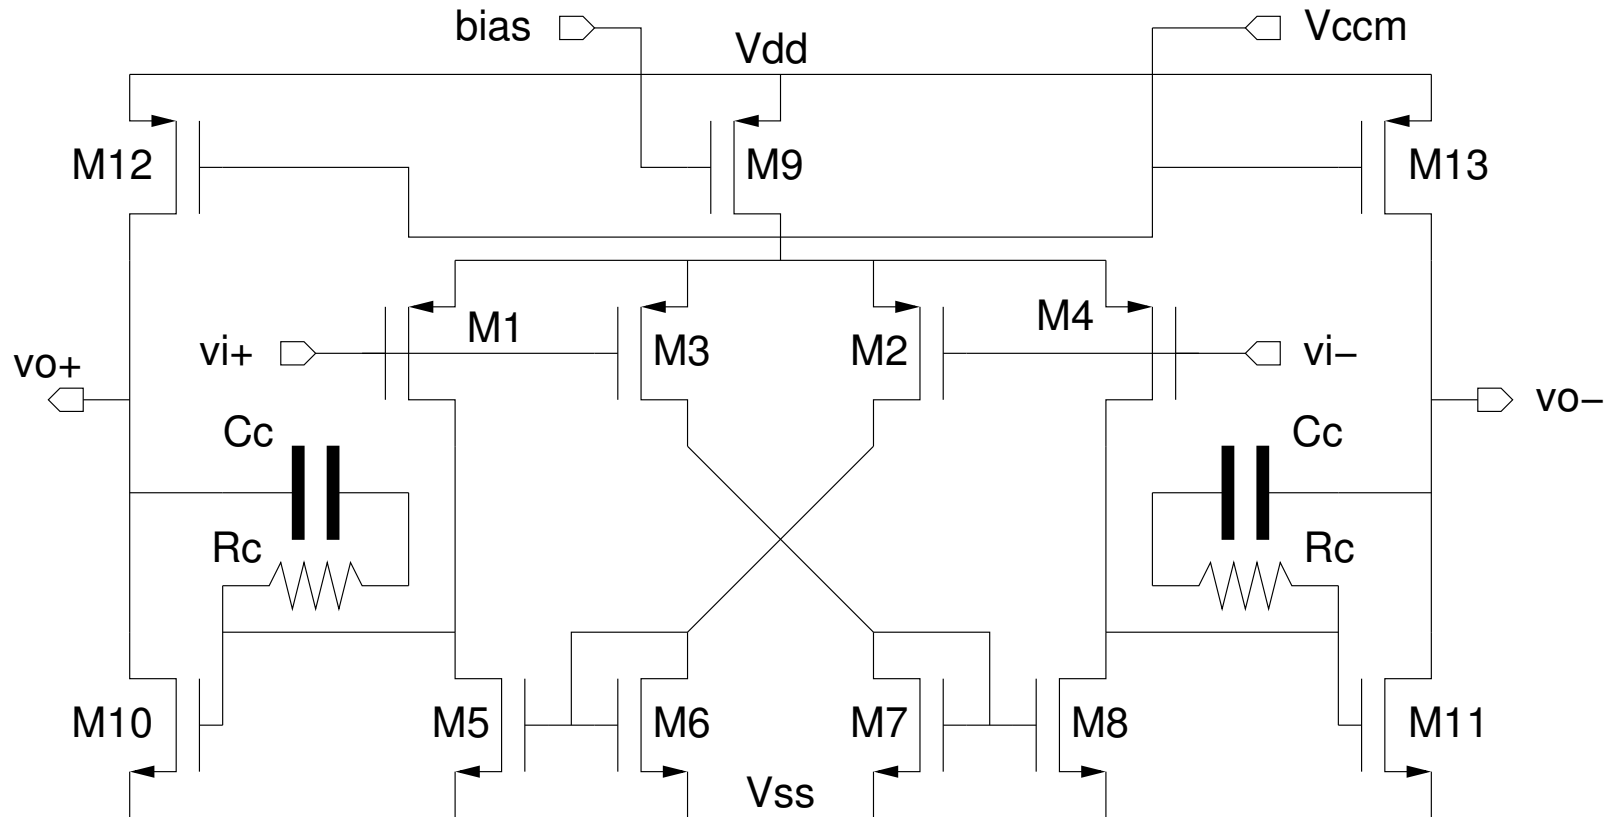 bias
Vccm
Vdd
M12
M9
M13
M1
M4
vi+
M3
M2
vi−
vo+
vo−
Cc
Cc
Rc
Rc
M10
M5
M6
M7
M8
M11
Vss